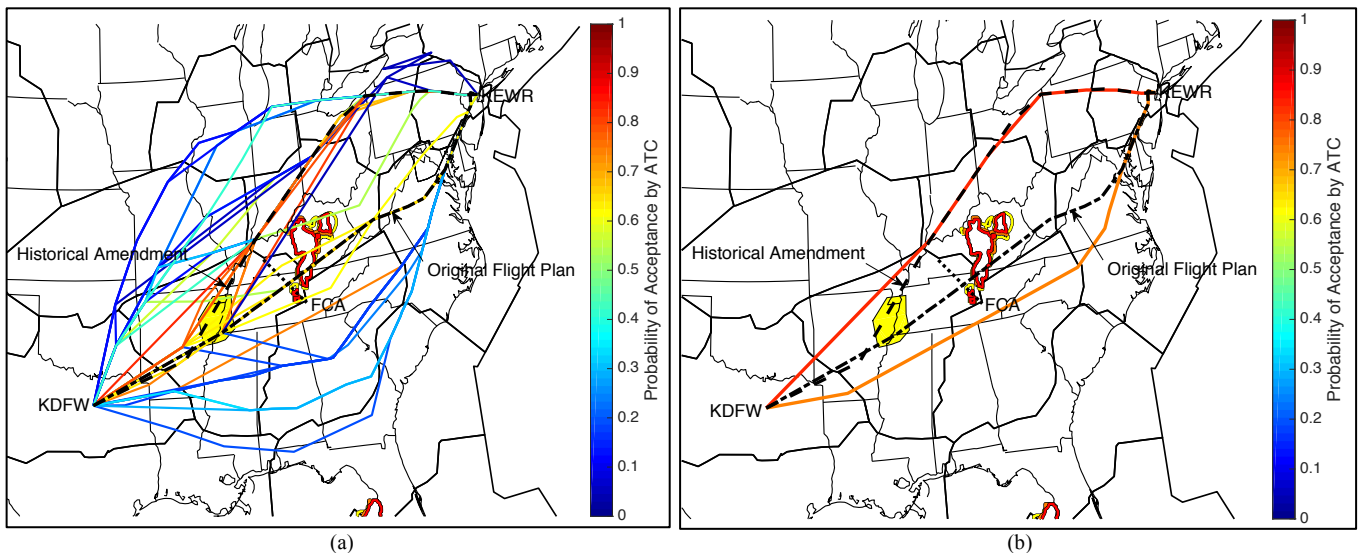 KEWR
Historical Amendment
Original Flight Plan
FCA
KDFW
1
0.9
0.8
0.7
0.6
0.5
0.4
0.3
0.2
0.1
0
Probability of Acceptance by ATC
(a)
KEWR
Historical Amendment
Original Flight Plan
FCA
KDFW
1
0.9
0.8
0.7
0.6
0.5
0.4
0.3
0.2
0.1
0
Probability of Acceptance by ATC
(b)